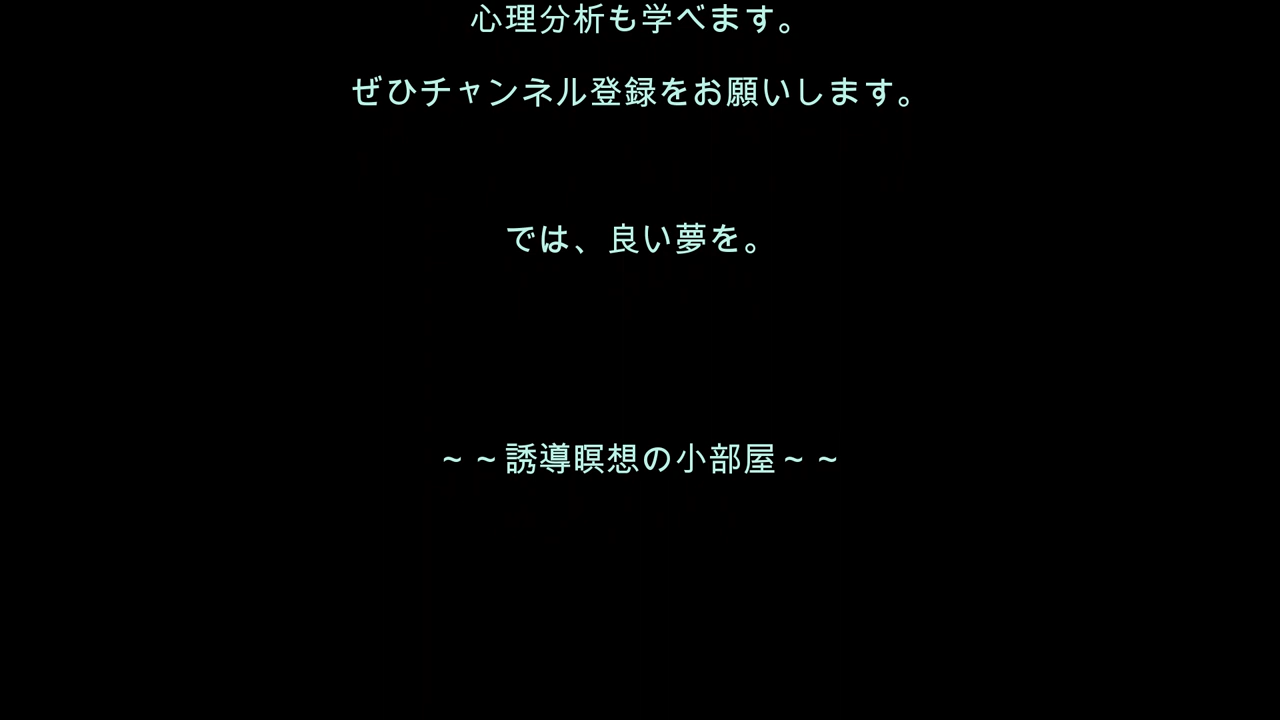 心理分析も学べます。
ぜひチャンネル登録をお願いします。
では、良い夢を。
~ ~ 誘導瞑想の小部屋 ~ ~